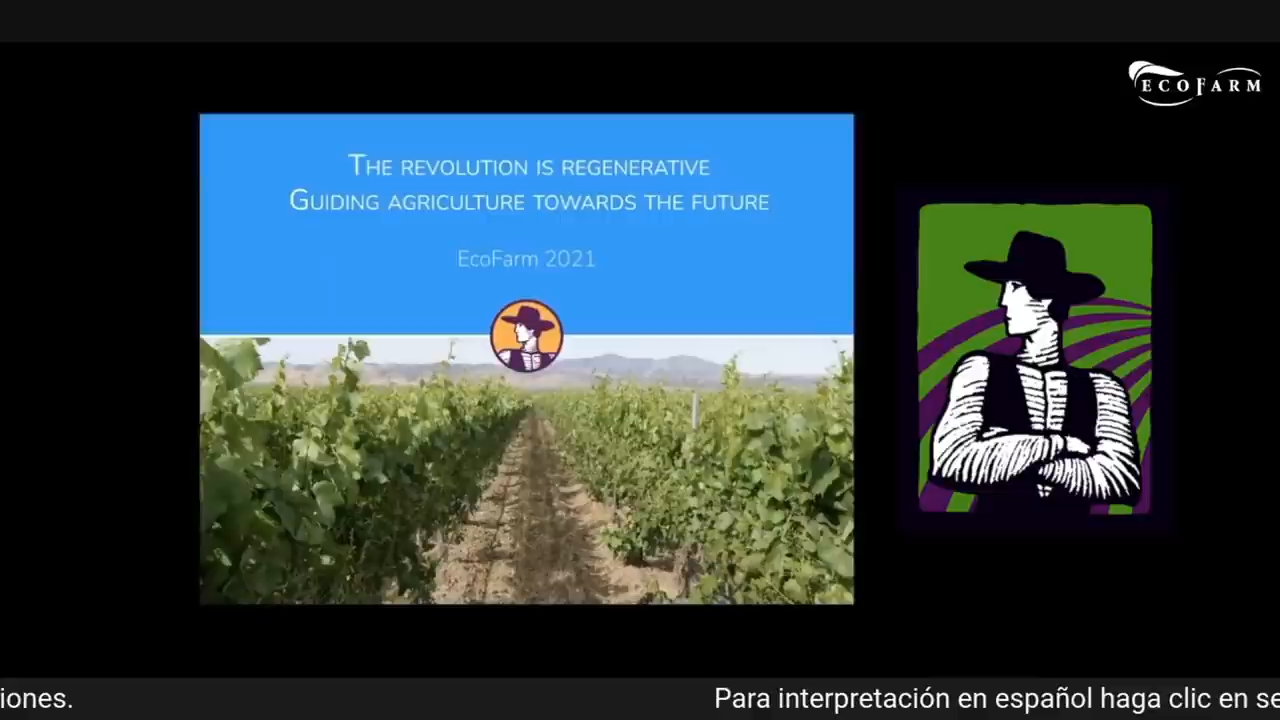 ECOFARM
THE REVOLUTION IS REGENERATIVE
GUIDING AGRICULTURE TOWARDS THE FUTURE
EcoFarm 2021
iones. Para interpretación en español haga clic en se